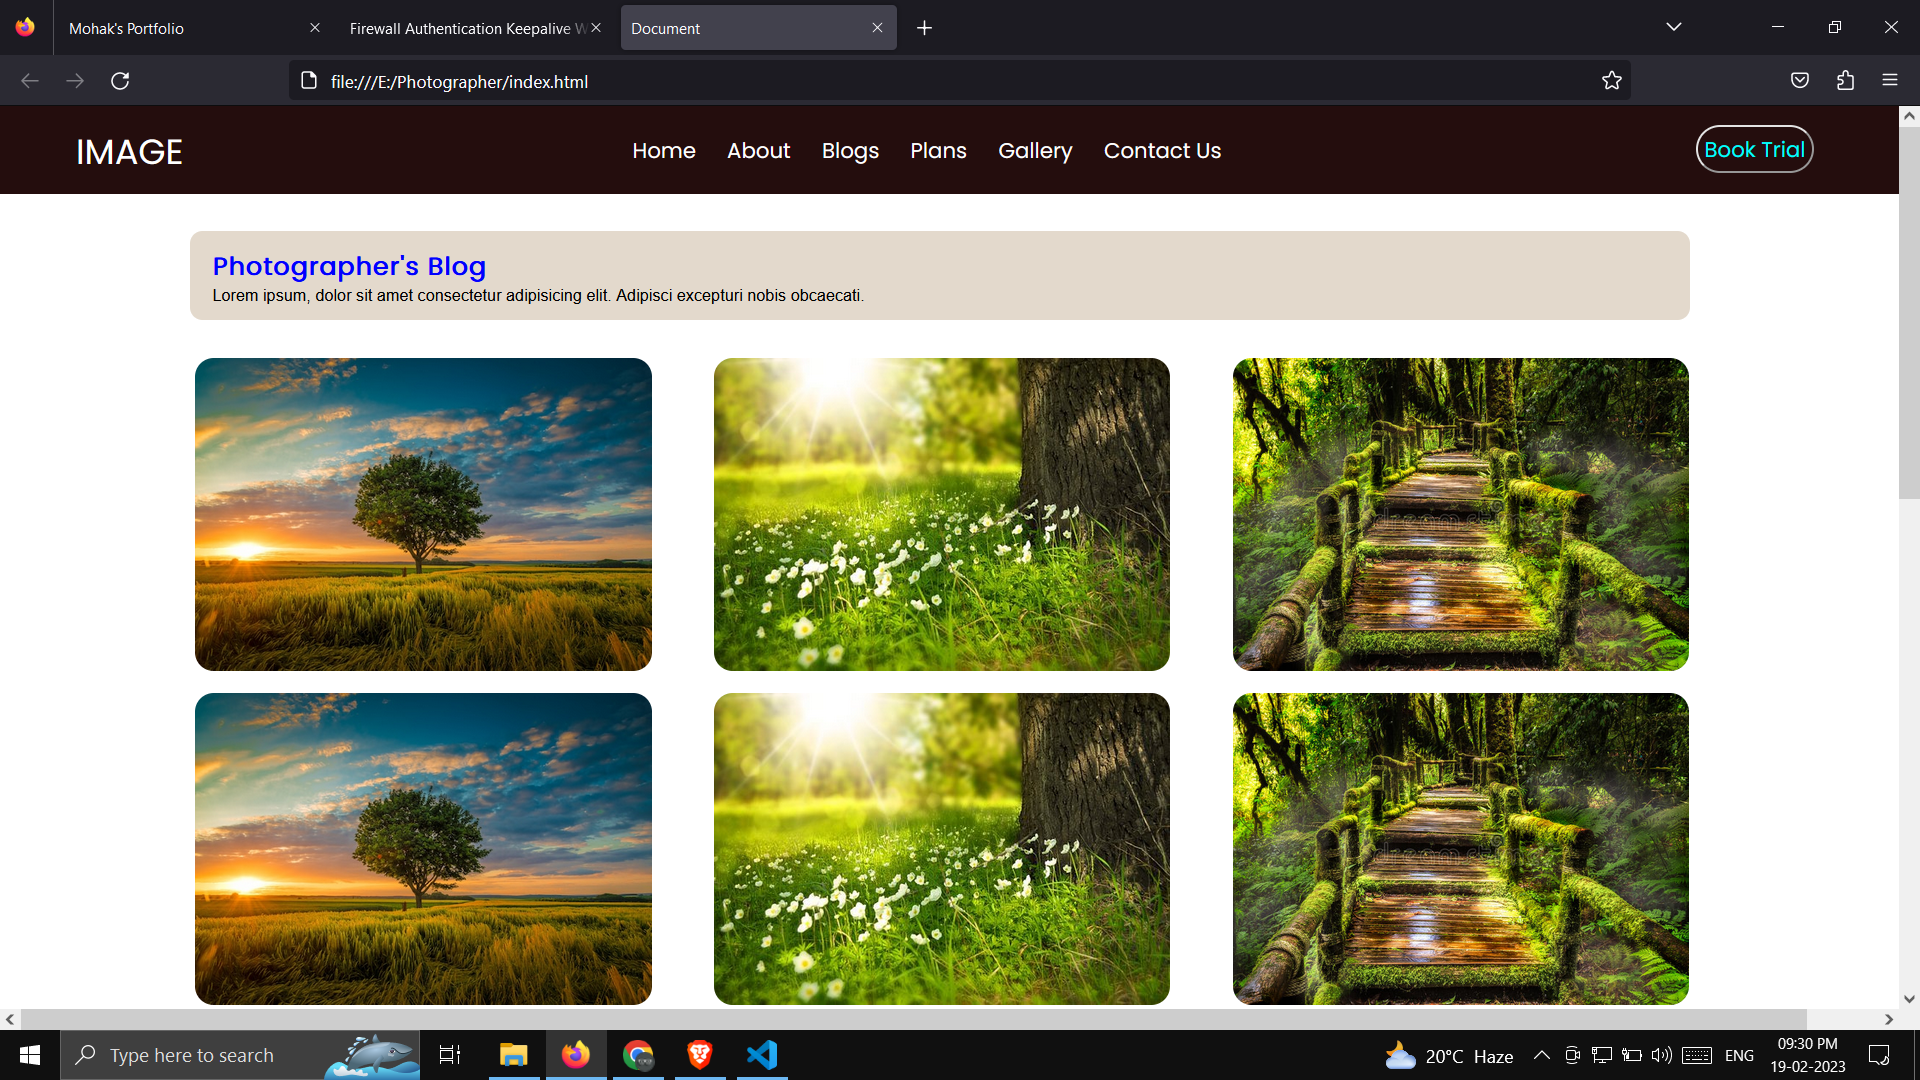 Mohak's Portfolio
Firewall Authentication Keepalive W
Document
file:///E:/Photographer/index.html
IMAGE
Home
About
Blogs
Plans
Gallery
Contact Us
Book Trial
Photographer's Blog
Lorem ipsum, dolor sit amet consectetur adipisicing elit. Adipisci excepturi nobis obcaecati.
Type here to search
20°C Haze
ENG
09:30 PM
19-02-2023